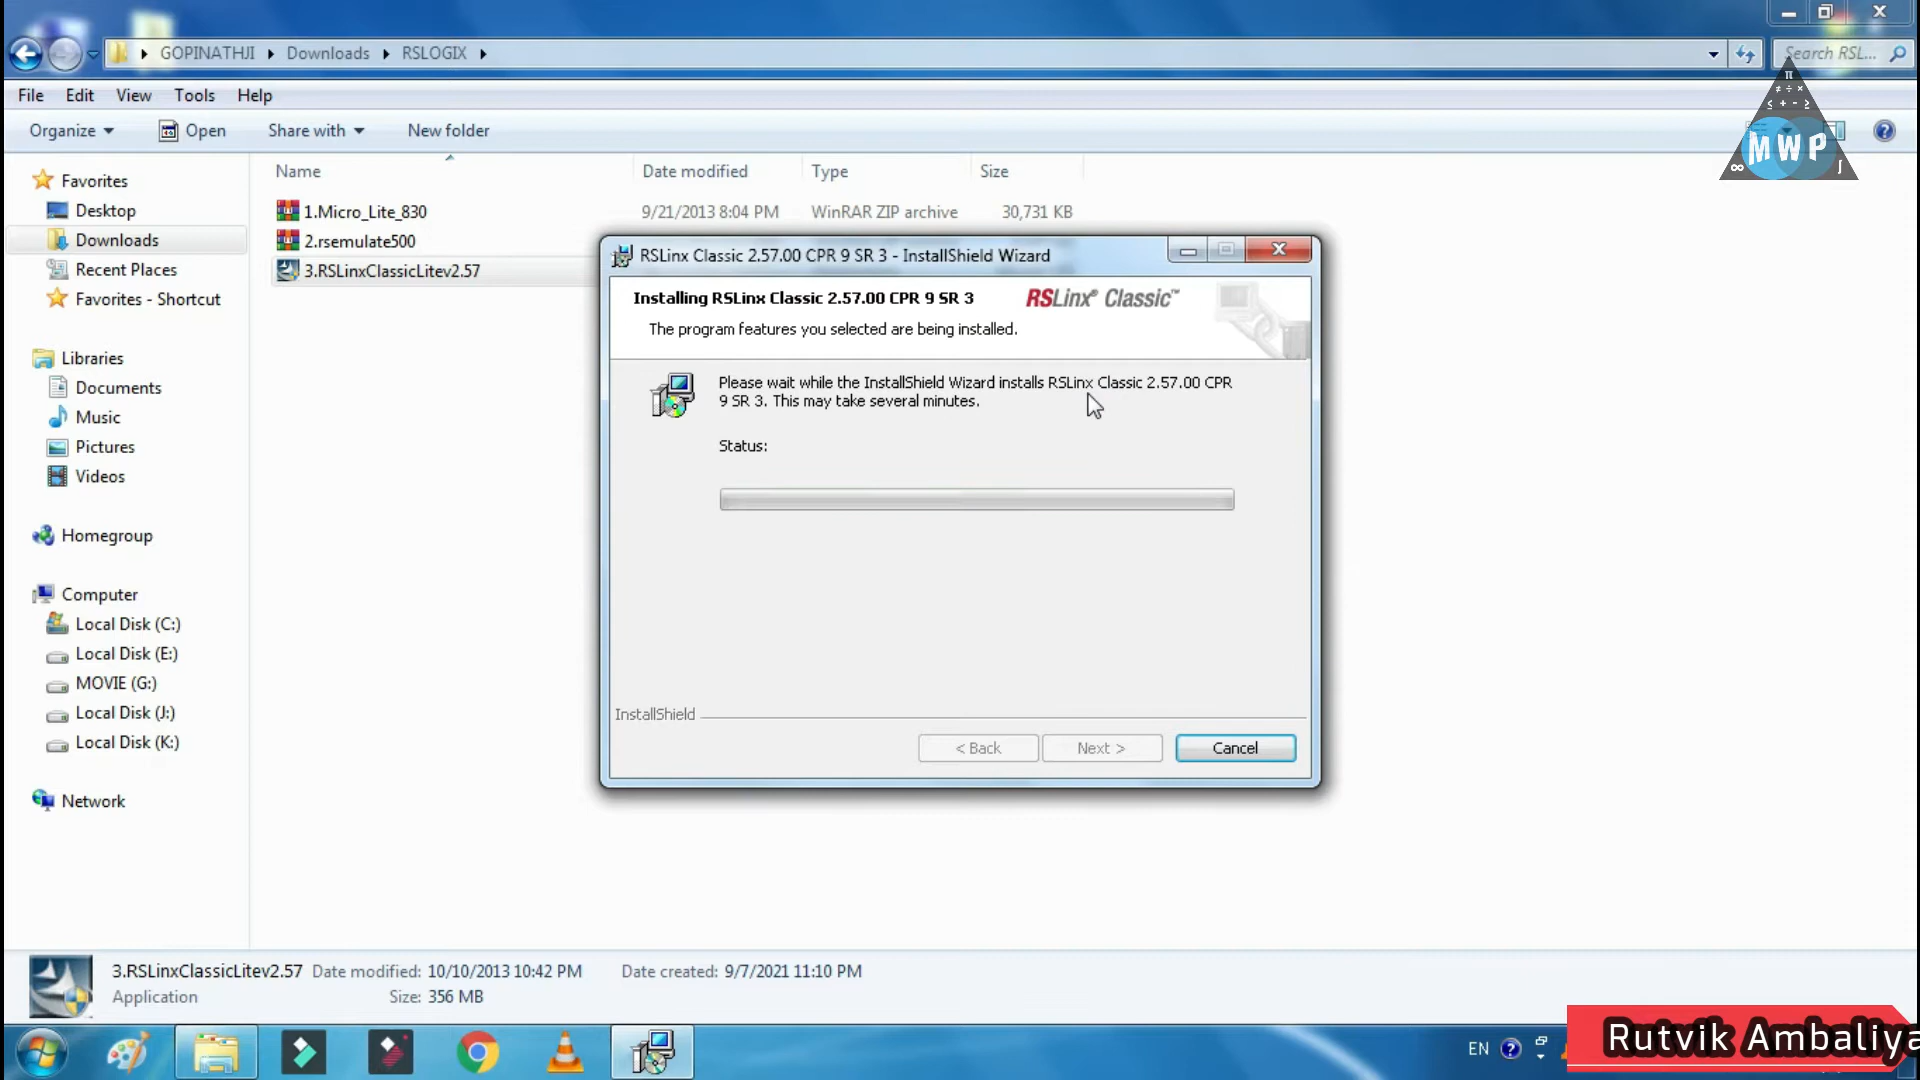 GOPINATHJI Downloads RSLOGIX
Search RSL...
File Edit View Tools Help
Organize Open Share with New folder
π
≠ ÷ ×
≤ + - ≥
MWP
∞ ∫
Name Date modified Type Size
Favorites
Desktop
Downloads
Recent Places
Favorites - Shortcut
Libraries
Documents
Music
Pictures
Videos
Homegroup
Computer
Local Disk (C:)
Local Disk (E:)
MOVIE (G:)
Local Disk (J:)
Local Disk (K:)
Network
1.Micro_Lite_830 9/21/2013 8:04 PM WinRAR ZIP archive 30,731 KB
2.rsemulate500
3.RSLinxClassicLitev2.57
RSLinx Classic 2.57.00 CPR 9 SR 3 - InstallShield Wizard
Installing RSLinx Classic 2.57.00 CPR 9 SR 3
RSLinx® Classic™
The program features you selected are being installed.
Please wait while the InstallShield Wizard installs RSLinx Classic 2.57.00 CPR
9 SR 3. This may take several minutes.
Status:
InstallShield
< Back Next > Cancel
3.RSLinxClassicLitev2.57 Date modified: 10/10/2013 10:42 PM Date created: 9/7/2021 11:10 PM
Application Size: 356 MB
EN
Rutvik Ambaliya